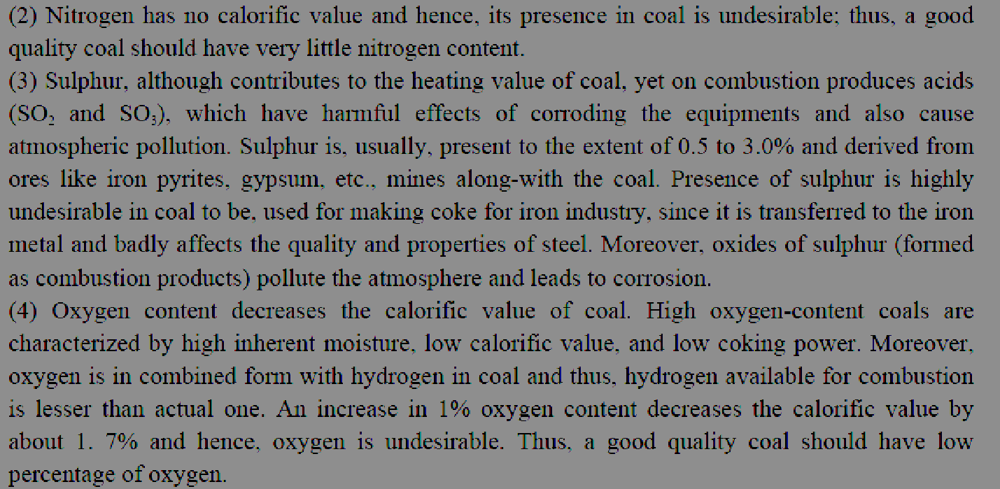 (2) Nitrogen has no calorific value and hence, its presence in coal is undesirable; thus, a good
quality coal should have very little nitrogen content.
(3) Sulphur, although contributes to the heating value of coal, yet on combustion produces acids
(SO₂ and SO₃), which have harmful effects of corroding the equipments and also cause
atmospheric pollution. Sulphur is, usually, present to the extent of 0.5 to 3.0% and derived from
ores like iron pyrites, gypsum, etc., mines along-with the coal. Presence of sulphur is highly
undesirable in coal to be, used for making coke for iron industry, since it is transferred to the iron
metal and badly affects the quality and properties of steel. Moreover, oxides of sulphur (formed
as combustion products) pollute the atmosphere and leads to corrosion.
(4) Oxygen content decreases the calorific value of coal. High oxygen-content coals are
characterized by high inherent moisture, low calorific value, and low coking power. Moreover,
oxygen is in combined form with hydrogen in coal and thus, hydrogen available for combustion
is lesser than actual one. An increase in 1% oxygen content decreases the calorific value by
about 1. 7% and hence, oxygen is undesirable. Thus, a good quality coal should have low
percentage of oxygen.